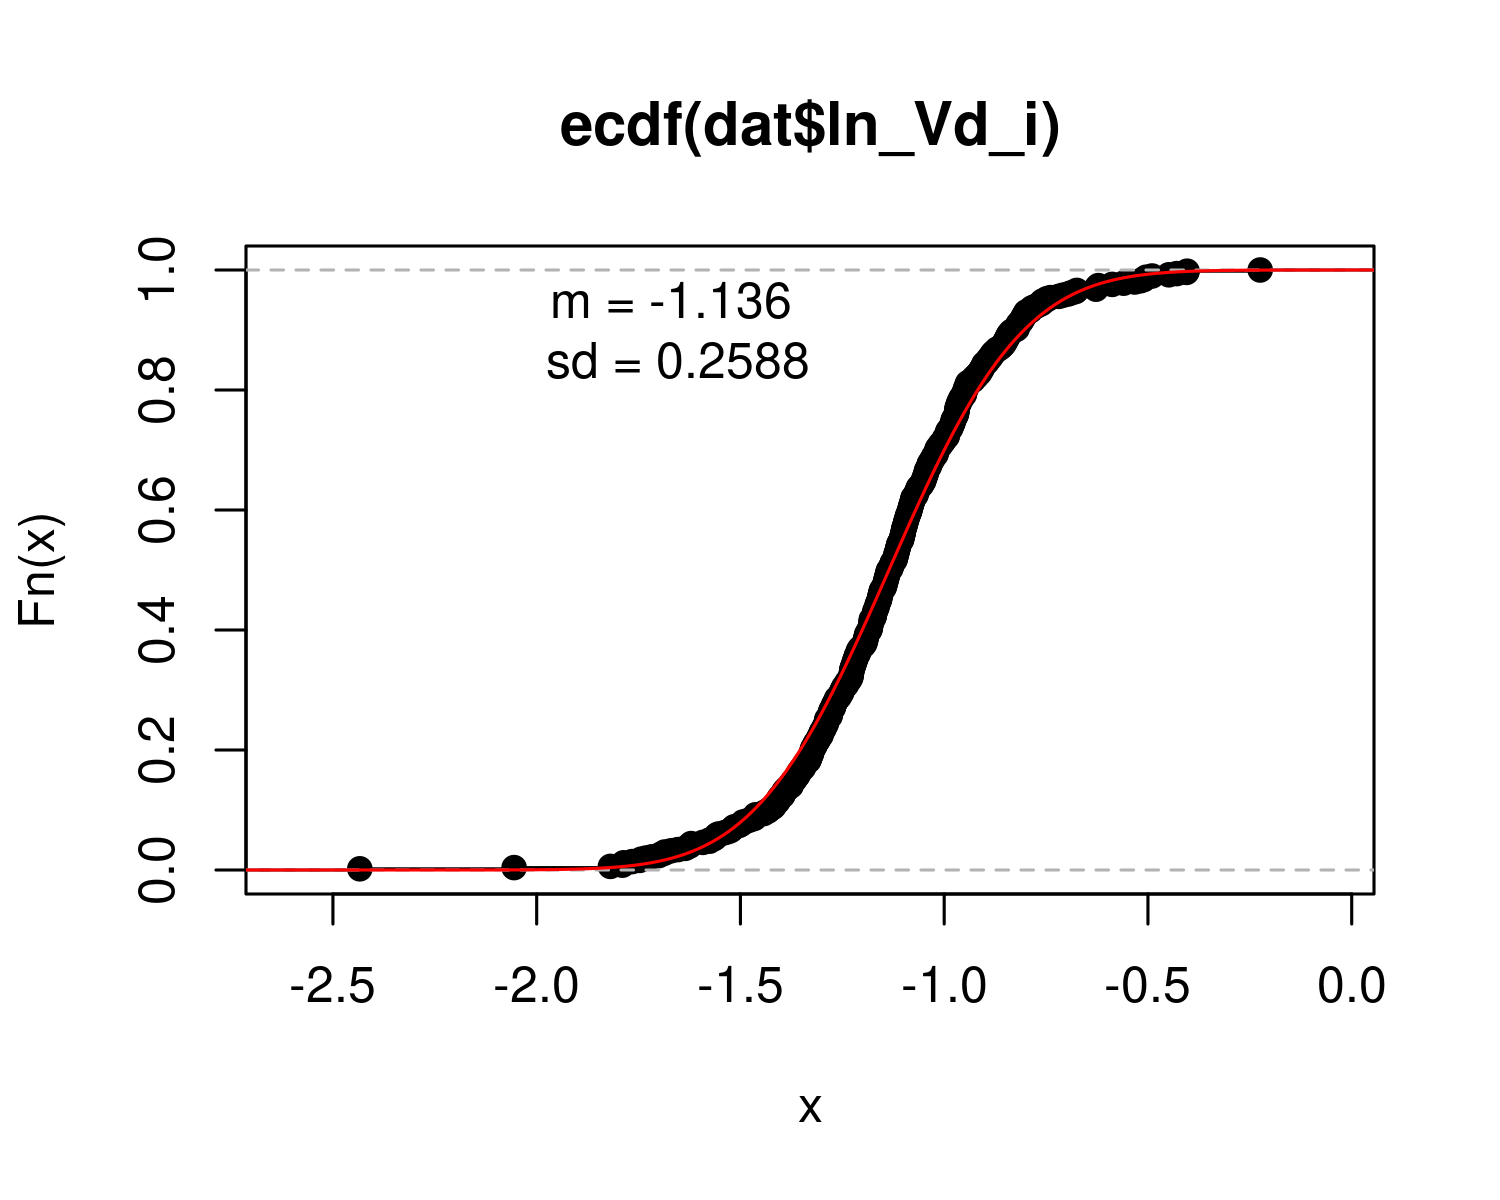 ecdf(dat$ln_Vd_i)
m = -1.136
sd = 0.2588
Fn(x)
1.0
0.8
0.6
0.4
0.2
0.0
-2.5 -2.0 -1.5 -1.0 -0.5 0.0
x